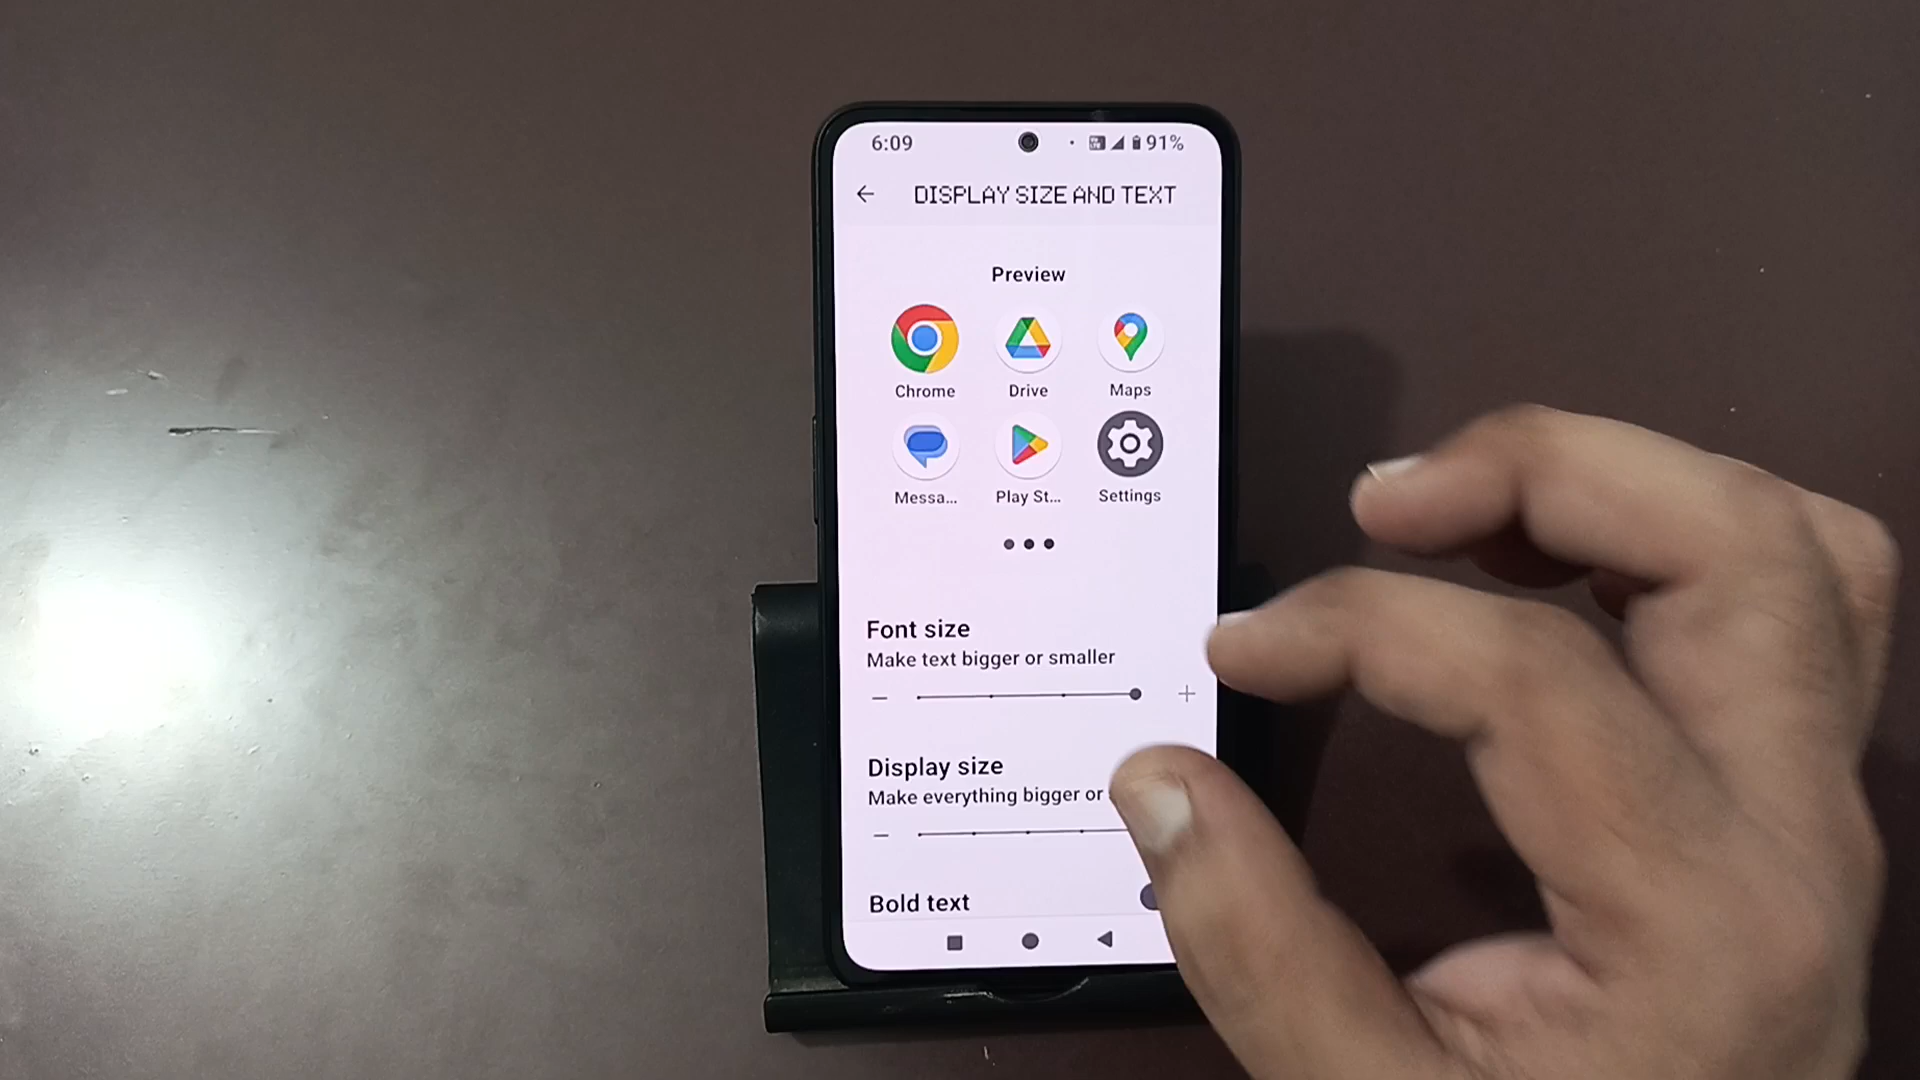 6:09 91%
DISPLAY SIZE AND TEXT
Preview
Chrome Drive Maps
Messa... Play St... Settings
Font size
Make text bigger or smaller
Display size
Make everything bigger or
Bold text